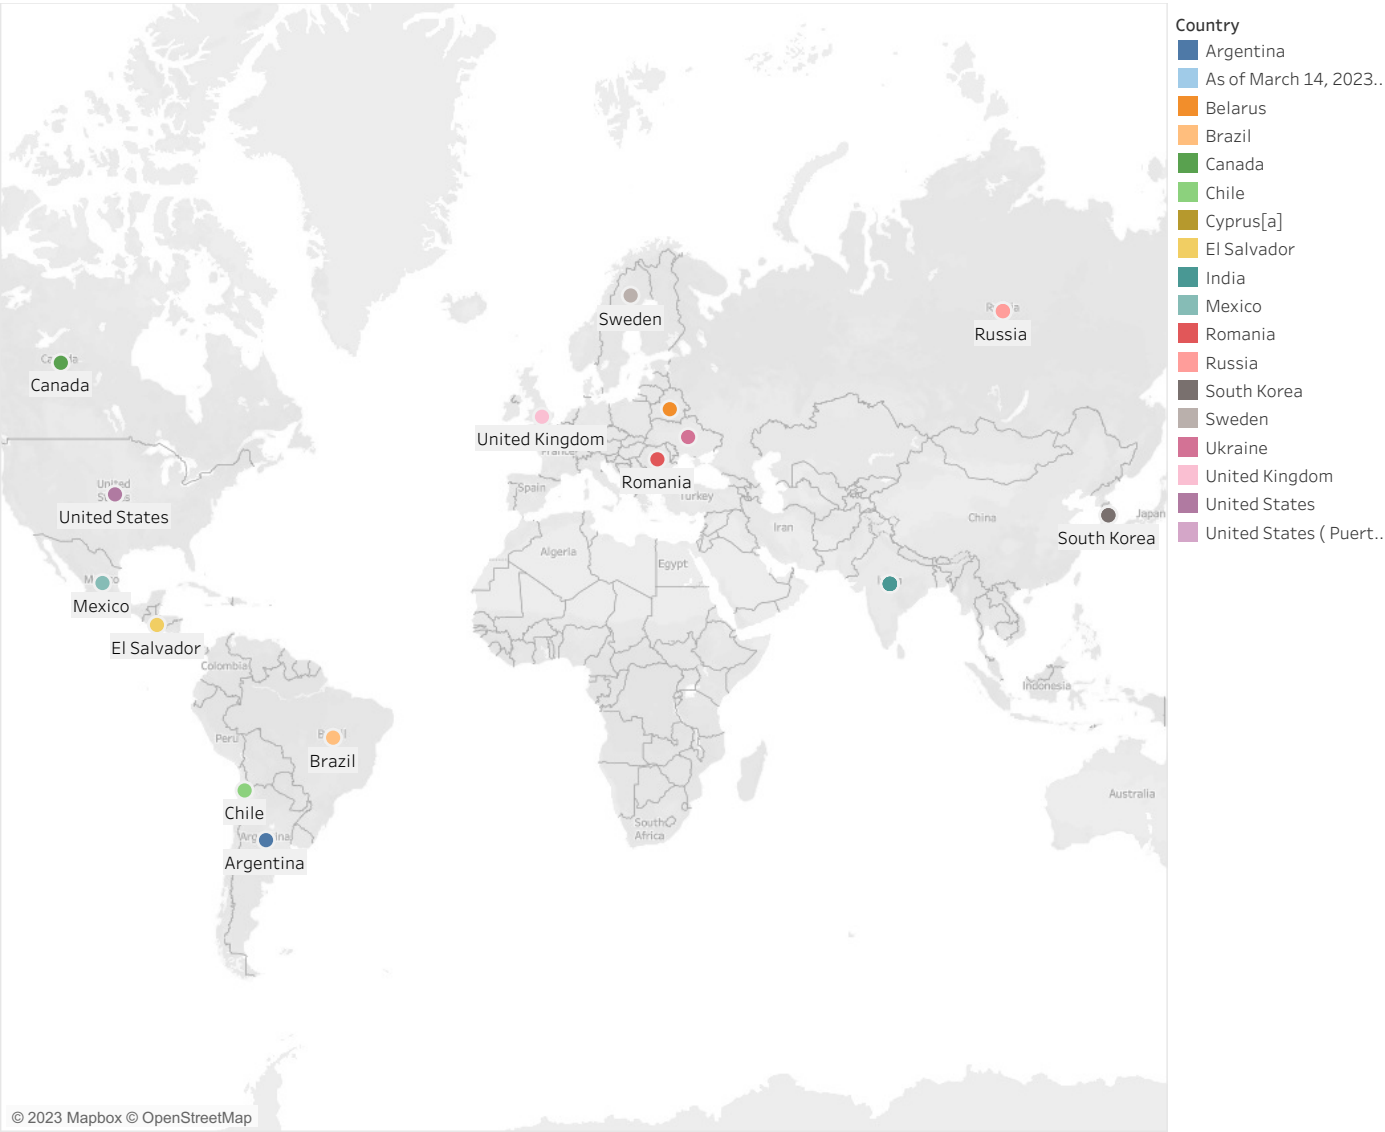 Country
Argentina
As of March 14, 2023..
Belarus
Brazil
Canada
Chile
Cyprus[a]
El Salvador
India
Mexico
Romania
Russia
South Korea
Sweden
Ukraine
United Kingdom
United States
United States ( Puert..
Sweden
Russia
Canada
United Kingdom
France
Romania
Spain
Turkey
United
United States
China
Japan
Iran
South Korea
Algeria
Egypt
Mexico
El Salvador
Colombia
Indonesia
Peru
Brazil
Chile
Australia
South
Africa
Argentina
© 2023 Mapbox © OpenStreetMap